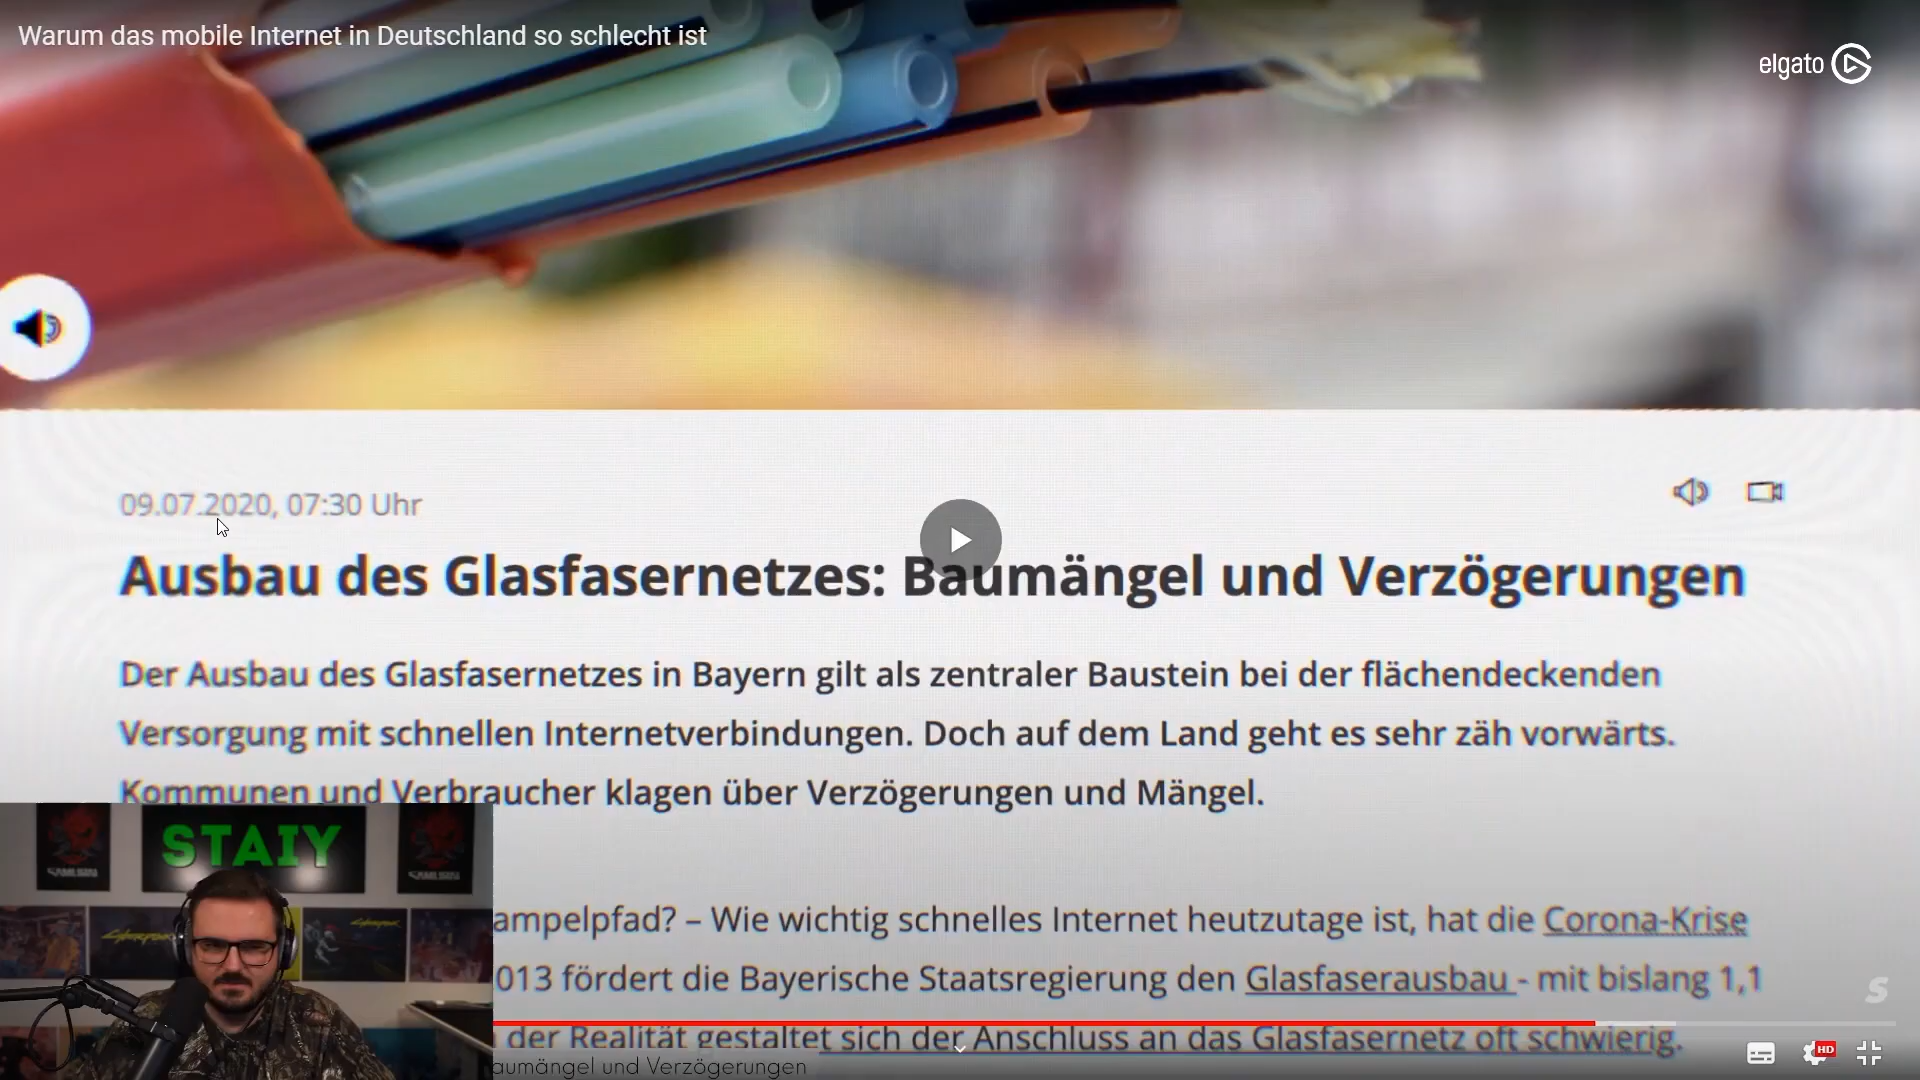 Warum das mobile Internet in Deutschland so schlecht ist
elgato
09.07.2020, 07:30 Uhr
Ausbau des Glasfasernetzes: Baumängel und Verzögerungen
Der Ausbau des Glasfasernetzes in Bayern gilt als zentraler Baustein bei der flächendeckenden
Versorgung mit schnellen Internetverbindungen. Doch auf dem Land geht es sehr zäh vorwärts.
Kommunen und Verbraucher klagen über Verzögerungen und Mängel.
STAIY
ampelpfad? – Wie wichtig schnelles Internet heutzutage ist, hat die Corona-Krise
013 fördert die Bayerische Staatsregierung den Glasfaserausbau - mit bislang 1,1
der Realität gestaltet sich der Anschluss an das Glasfasernetz oft schwierig.
aumängel und Verzögerungen
S
HD